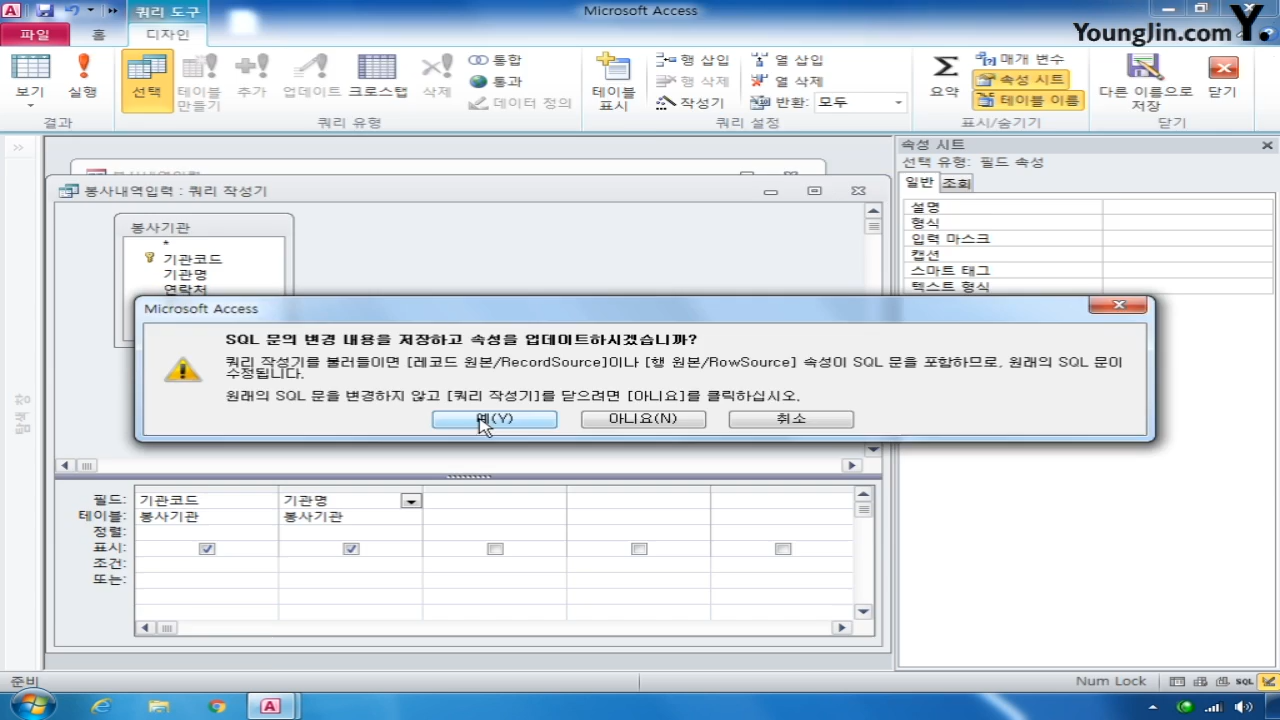 쿼리 도구
Microsoft Access
YoungJin.com Y.
파일
홈
디자인
보기
실행
선택
테이블
만들기
추가
업데이트
크로스탭
삭제
통합
통과
데이터 정의
테이블
표시
행 삽입
행 삭제
작성기
열 삽입
열 삭제
반환: 모두
요약
매개 변수
속성 시트
테이블 이름
다른 이름으로
저장
닫기
결과
쿼리 유형
쿼리 설정
표시/숨기기
닫기
속성 시트
선택 유형: 필드 속성
일반
조회
설명
형식
입력 마스크
캡션
스마트 태그
텍스트 형식
탐색 창
봉사내역입력 : 쿼리 작성기
봉사기관
*
기관코드
기관명
연락처
Microsoft Access
SQL 문의 변경 내용을 저장하고 속성을 업데이트하시겠습니까?
쿼리 작성기를 불러들이면 [레코드 원본/RecordSource]이나 [행 원본/RowSource] 속성이 SQL 문을 포함하므로, 원래의 SQL 문이
수정됩니다.
원래의 SQL 문을 변경하지 않고 [쿼리 작성기]를 닫으려면 [아니요]를 클릭하십시오.
예(Y)
아니요(N)
취소
필드: 기관코드 기관명
테이블: 봉사기관 봉사기관
정렬:
표시:
조건:
또는:
준비
Num Lock
SQL